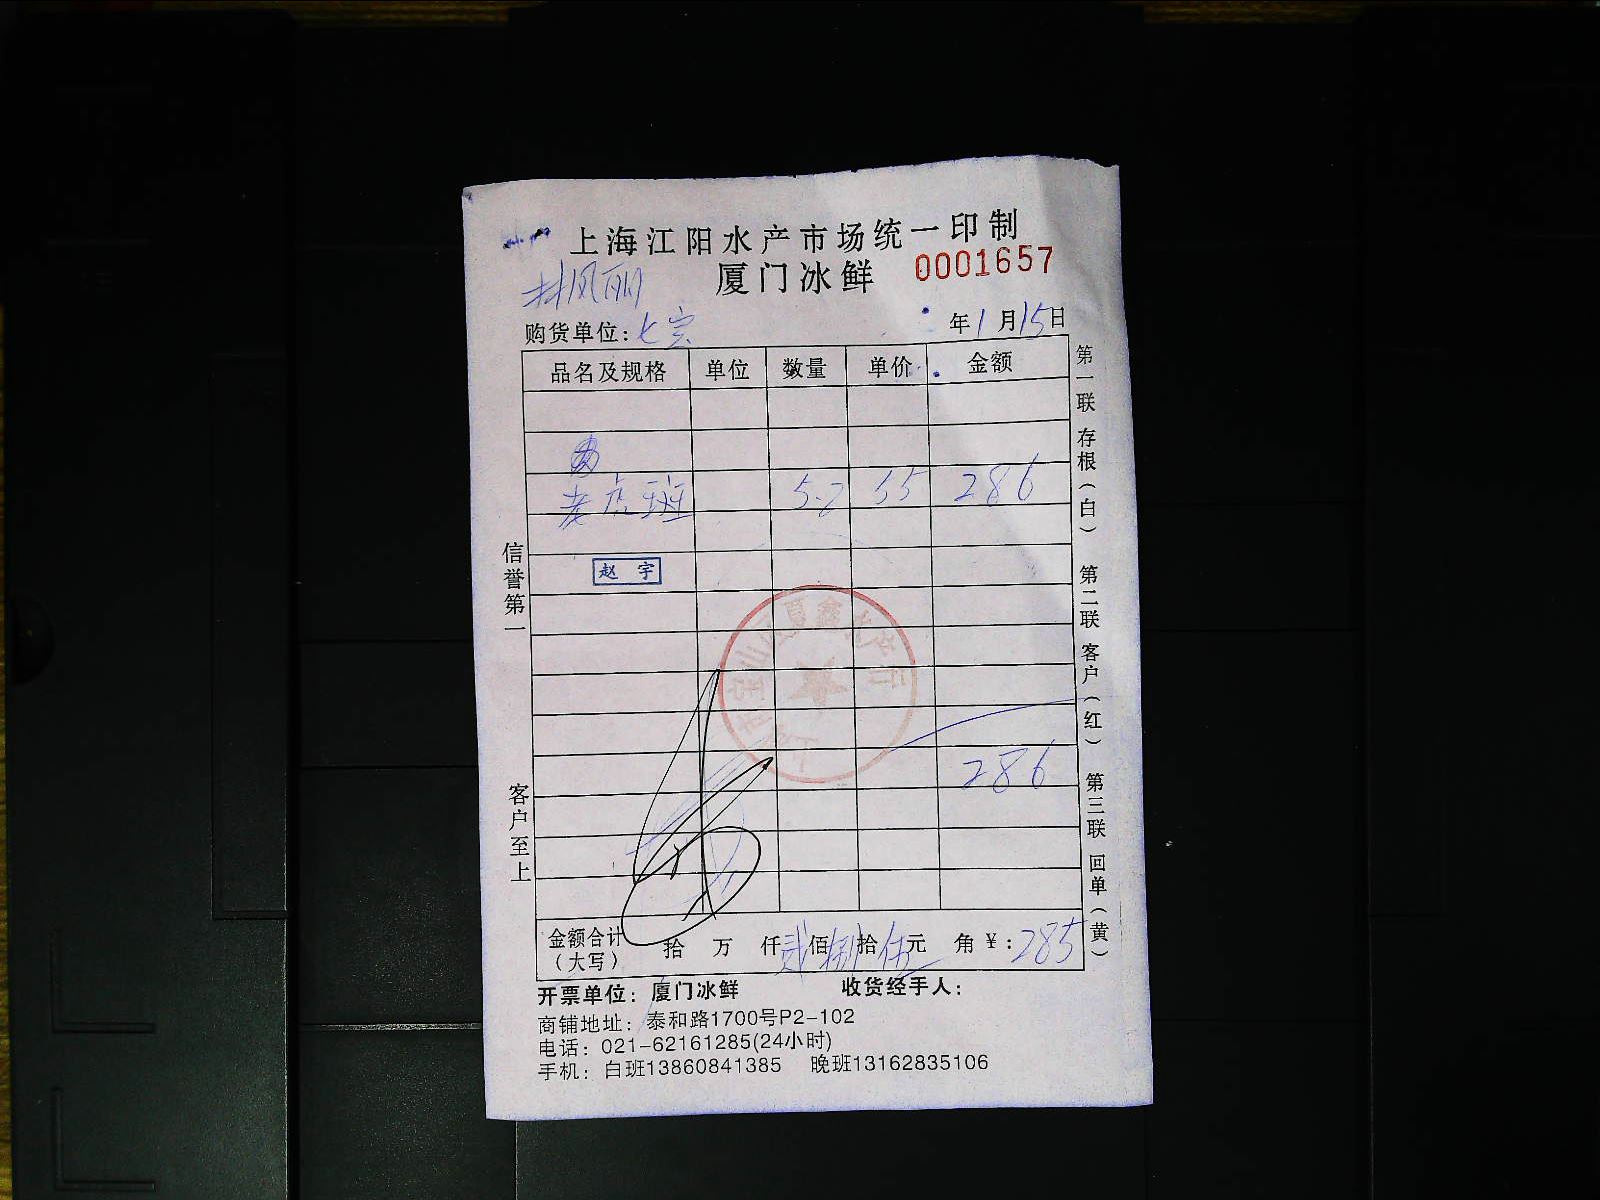 上海江阳水产市场统一印制
厦门冰鲜 0001657
林凤丽
购货单位：七宗 年1月15日
品名及规格 单位 数量 单价 金额
老虎斑 5.2 55 286
赵宇
286
金额合计（大写） 拾 万 仟贰佰捌拾伍元 角 ￥：285
开票单位：厦门冰鲜 收货经手人：
商铺地址：泰和路1700号P2-102
电话：021-62161285(24小时)
手机：白班13860841385 晚班13162835106
信誉第一
客户至上
第一联 存根（白） 第二联 客户（红） 第三联 回单（黄）